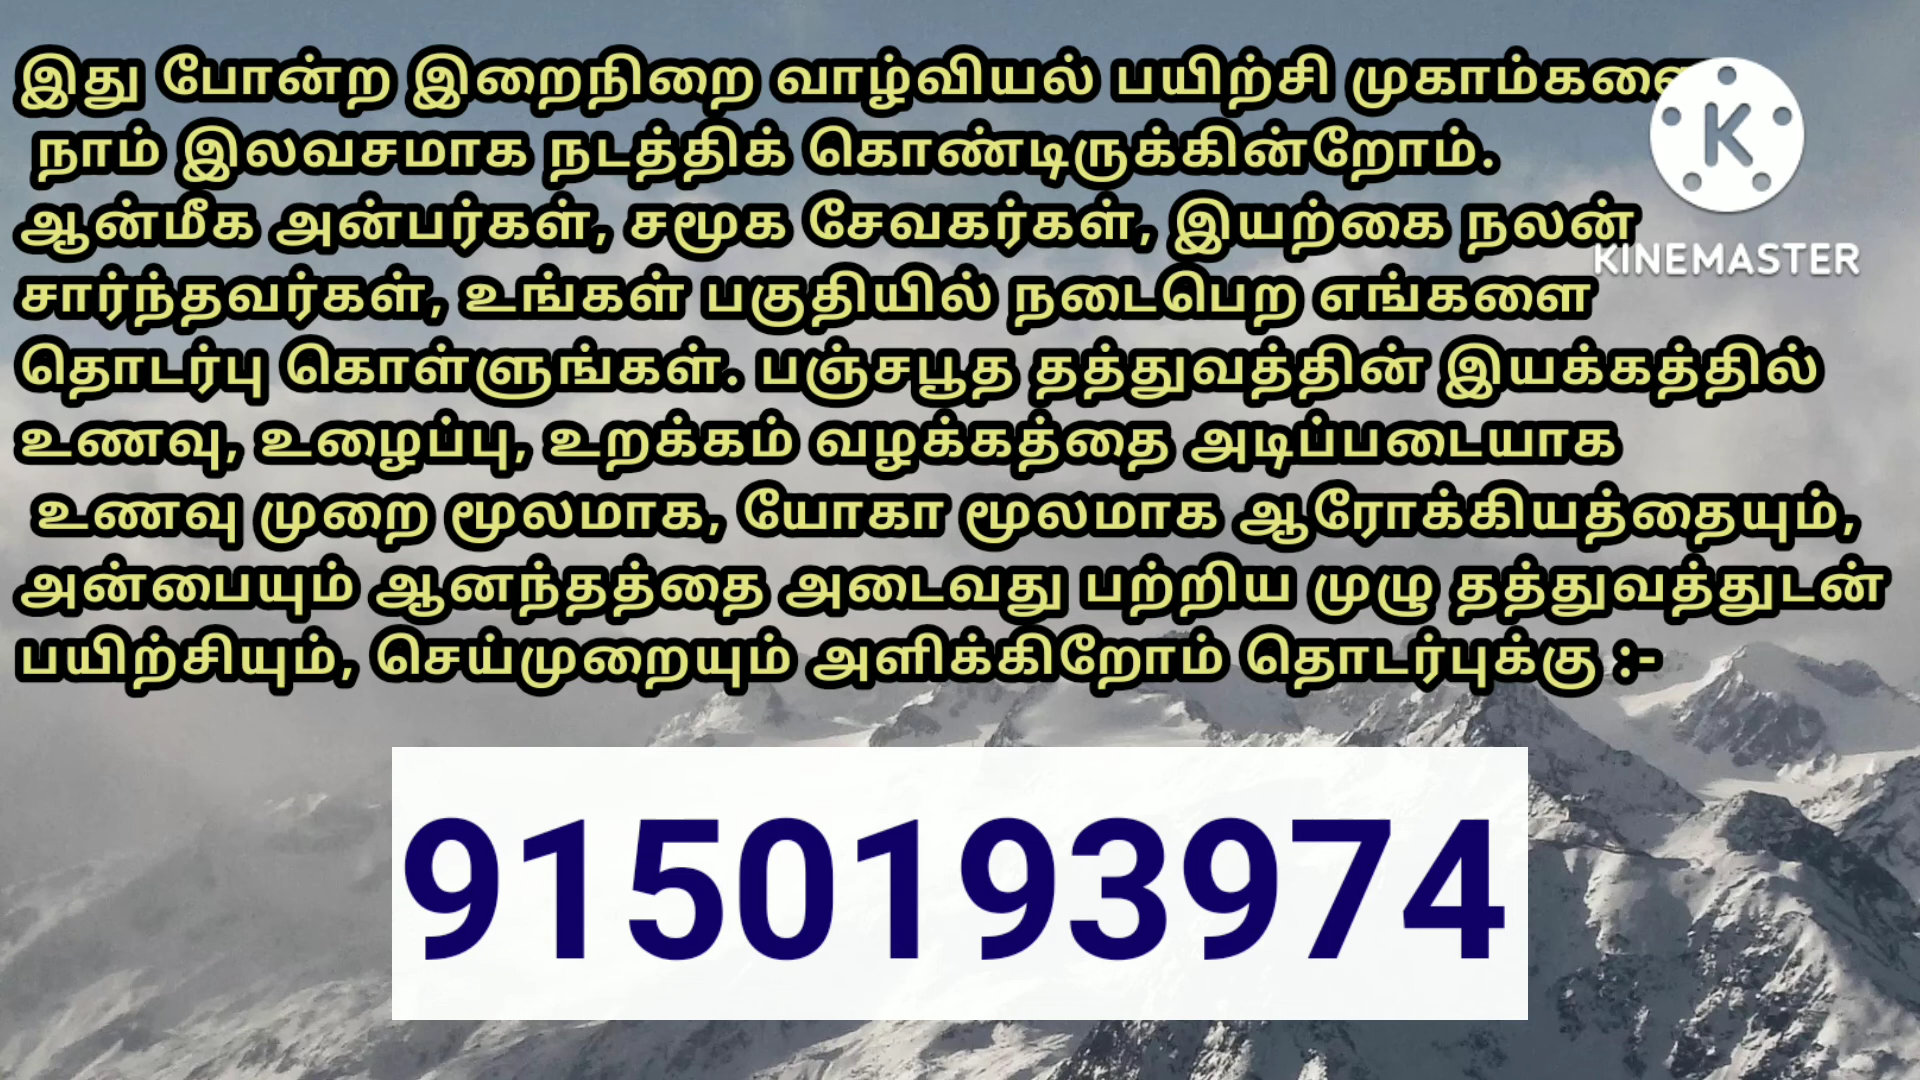 இது போன்ற இறைநிறை வாழ்வியல் பயிற்சி முகாம்களை
நாம் இலவசமாக நடத்திக் கொண்டிருக்கின்றோம்.
ஆன்மீக அன்பர்கள், சமூக சேவகர்கள், இயற்கை நலன்
சார்ந்தவர்கள், உங்கள் பகுதியில் நடைபெற எங்களை
தொடர்பு கொள்ளுங்கள். பஞ்சபூத தத்துவத்தின் இயக்கத்தில்
உணவு, உழைப்பு, உறக்கம் வழக்கத்தை அடிப்படையாக
உணவு முறை மூலமாக, யோகா மூலமாக ஆரோக்கியத்தையும்,
அன்பையும் ஆனந்தத்தை அடைவது பற்றிய முழு தத்துவத்துடன்
பயிற்சியும், செய்முறையும் அளிக்கிறோம் தொடர்புக்கு :-
9150193974
K
KINEMASTER